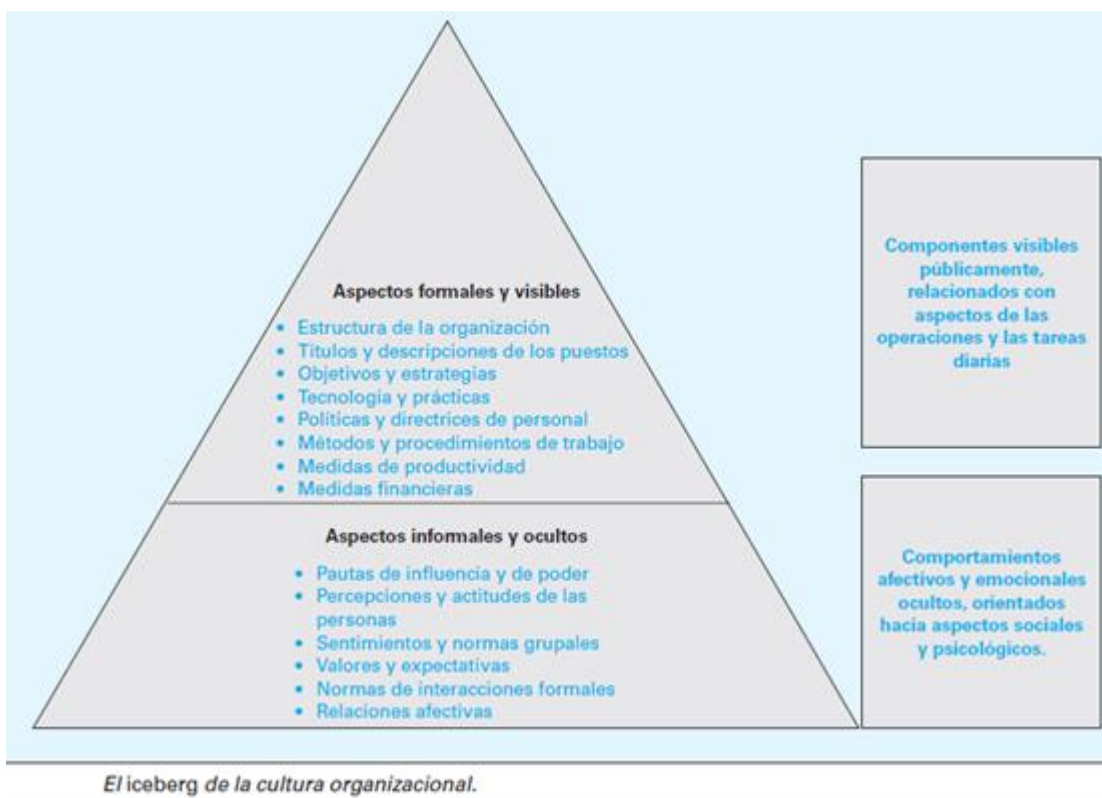 Aspectos formales y visibles
• Estructura de la organización
• Títulos y descripciones de los puestos
• Objetivos y estrategias
• Tecnología y prácticas
• Políticas y directrices de personal
• Métodos y procedimientos de trabajo
• Medidas de productividad
• Medidas financieras
Componentes visibles
públicamente,
relacionados con
aspectos de las
operaciones y las tareas
diarias
Aspectos informales y ocultos
• Pautas de influencia y de poder
• Percepciones y actitudes de las
personas
• Sentimientos y normas grupales
• Valores y expectativas
• Normas de interacciones formales
• Relaciones afectivas
Comportamientos
afectivos y emocionales
ocultos, orientados
hacia aspectos sociales
y psicológicos.
El iceberg de la cultura organizacional.